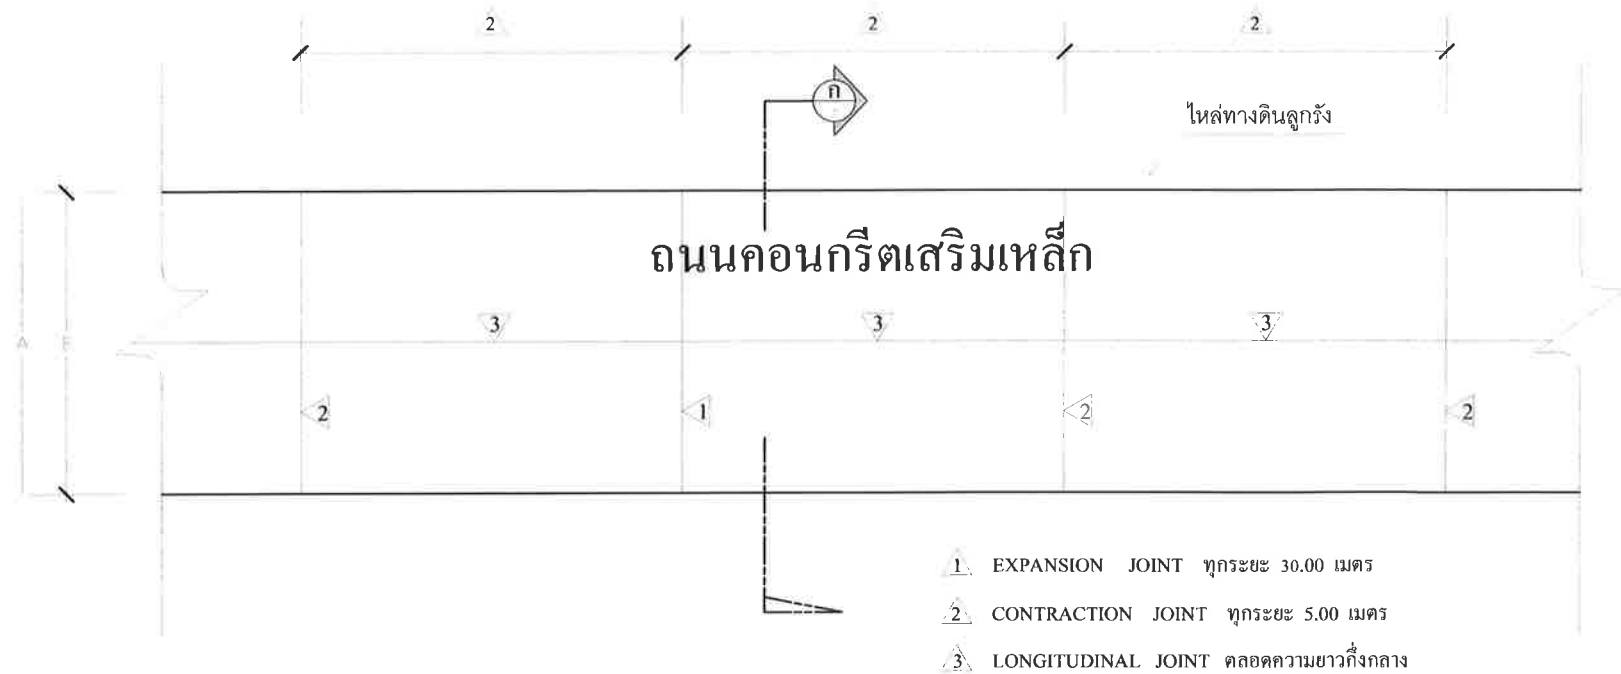 2 2 2
ก
ไหล่ทางดินลูกรัง
ถนนคอนกรีตเสริมเหล็ก
3 3 3
A
2 1 2 2
1 EXPANSION JOINT ทุกระยะ 30.00 เมตร
2 CONTRACTION JOINT ทุกระยะ 5.00 เมตร
3 LONGITUDINAL JOINT ตลอดความยาวกึ่งกลาง